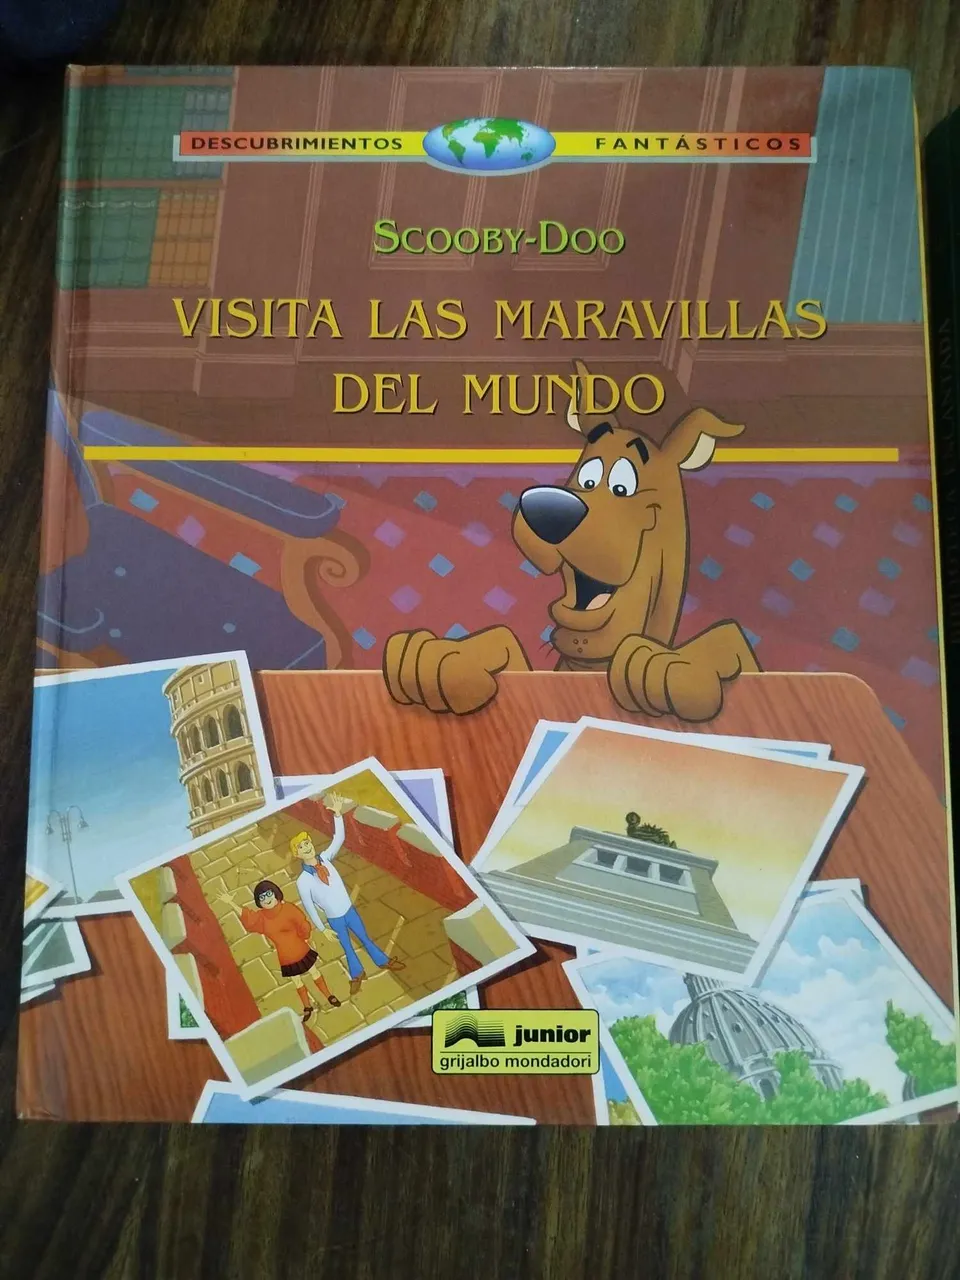 DESCUBRIMIENTOS FANTÁSTICOS
SCOOBY-DOO
VISITA LAS MARAVILLAS
DEL MUNDO
junior
grijalbo mondadori